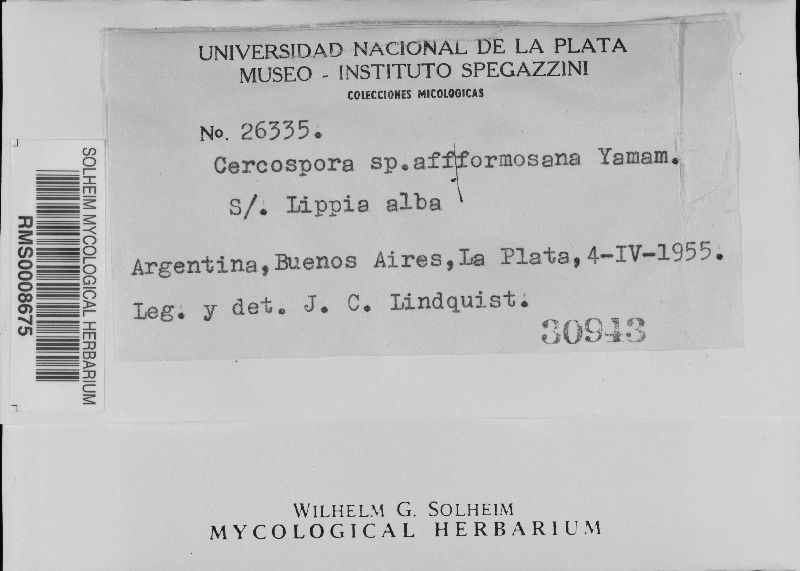 UNIVERSIDAD NACIONAL DE LA PLATA
MUSEO - INSTITUTO SPEGAZZINI
COLECCIONES MICOLOGICAS
No. 26335.
Cercospora sp.aff formosana Yamam.
S/. Lippia alba
Argentina, Buenos Aires, La Plata, 4-IV-1955.
Leg. y det. J. C. Lindquist.
30943
SOLHEIM MYCOLOGICAL HERBARIUM
RMS0008675
WILHELM G. SOLHEIM
MYCOLOGICAL HERBARIUM